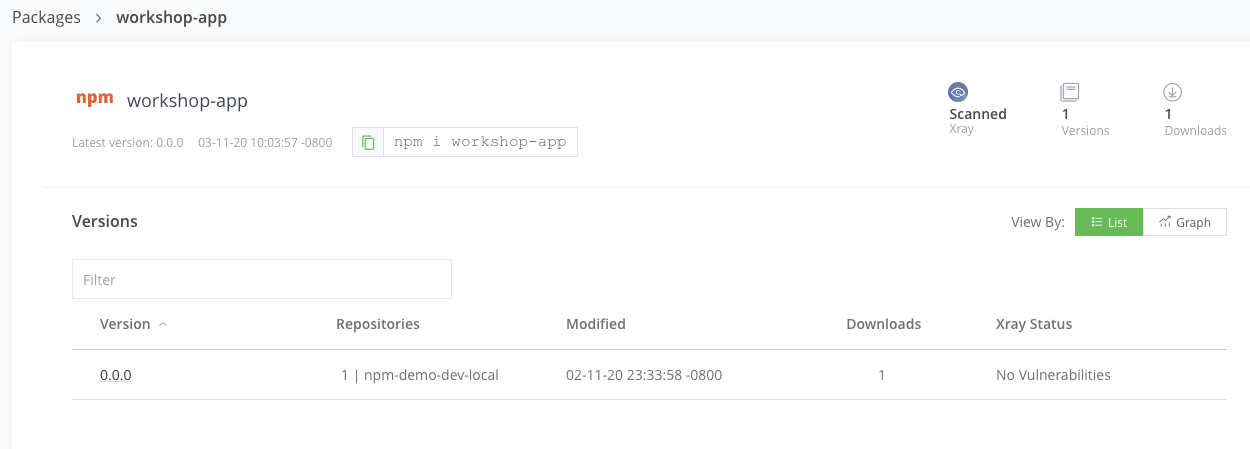 Packages > workshop-app
npm workshop-app
Scanned 1 1
Xray Versions Downloads
Latest version: 0.0.0 03-11-20 10:03:57 -0800 npm i workshop-app
Versions View By: List Graph
Filter
Version Repositories Modified Downloads Xray Status
0.0.0 1 | npm-demo-dev-local 02-11-20 23:33:58 -0800 1 No Vulnerabilities